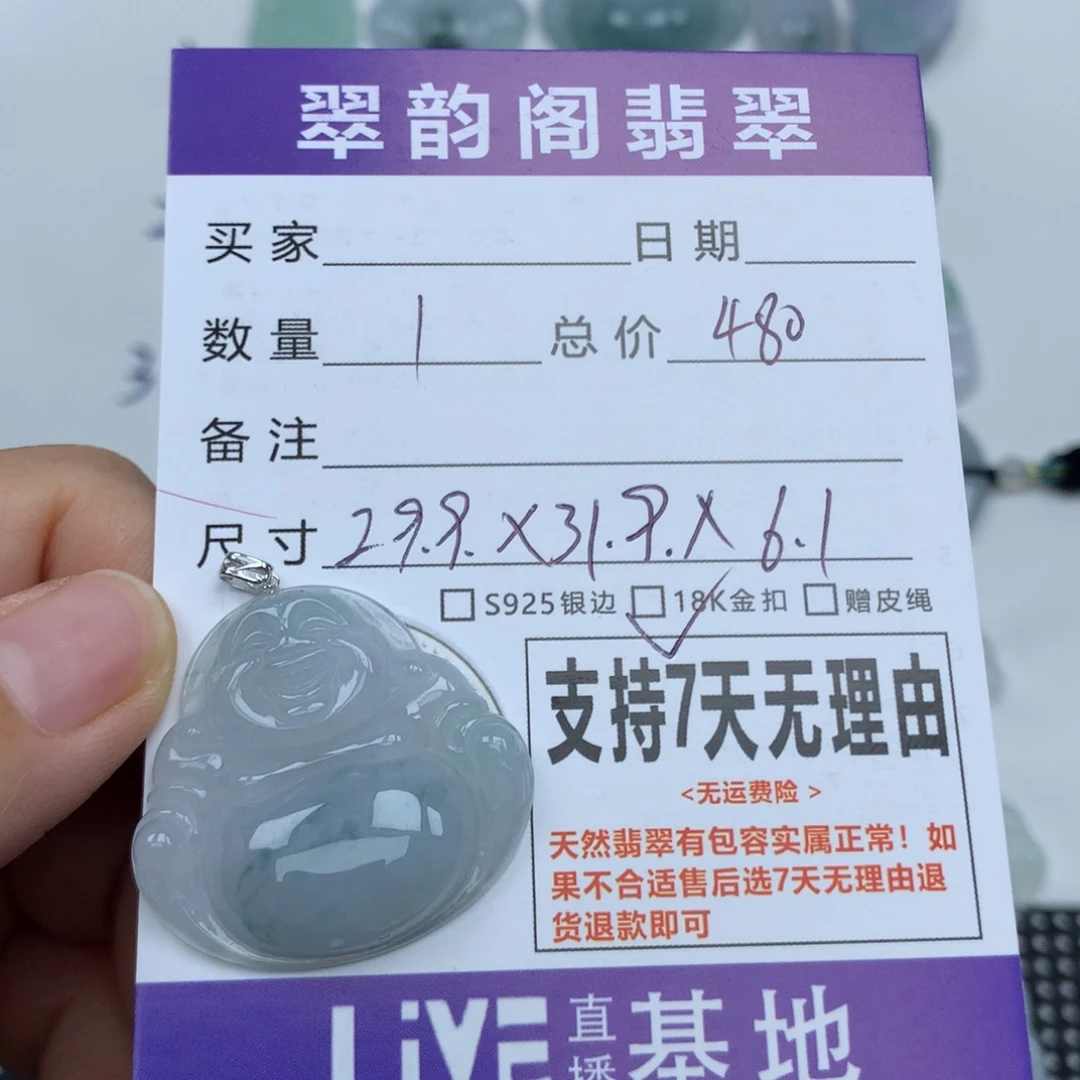 翠韵阁翡翠
买家 日期
数量 1 总价 480
备注
尺寸 29.9.X31.9.X 6.1
S925银边 18K金扣 赠皮绳
支持7天无理由
<无运费险>
天然翡翠有包容实属正常!如
果不合适售后选7天无理由退
货退款即可
LiVE 直播 基地